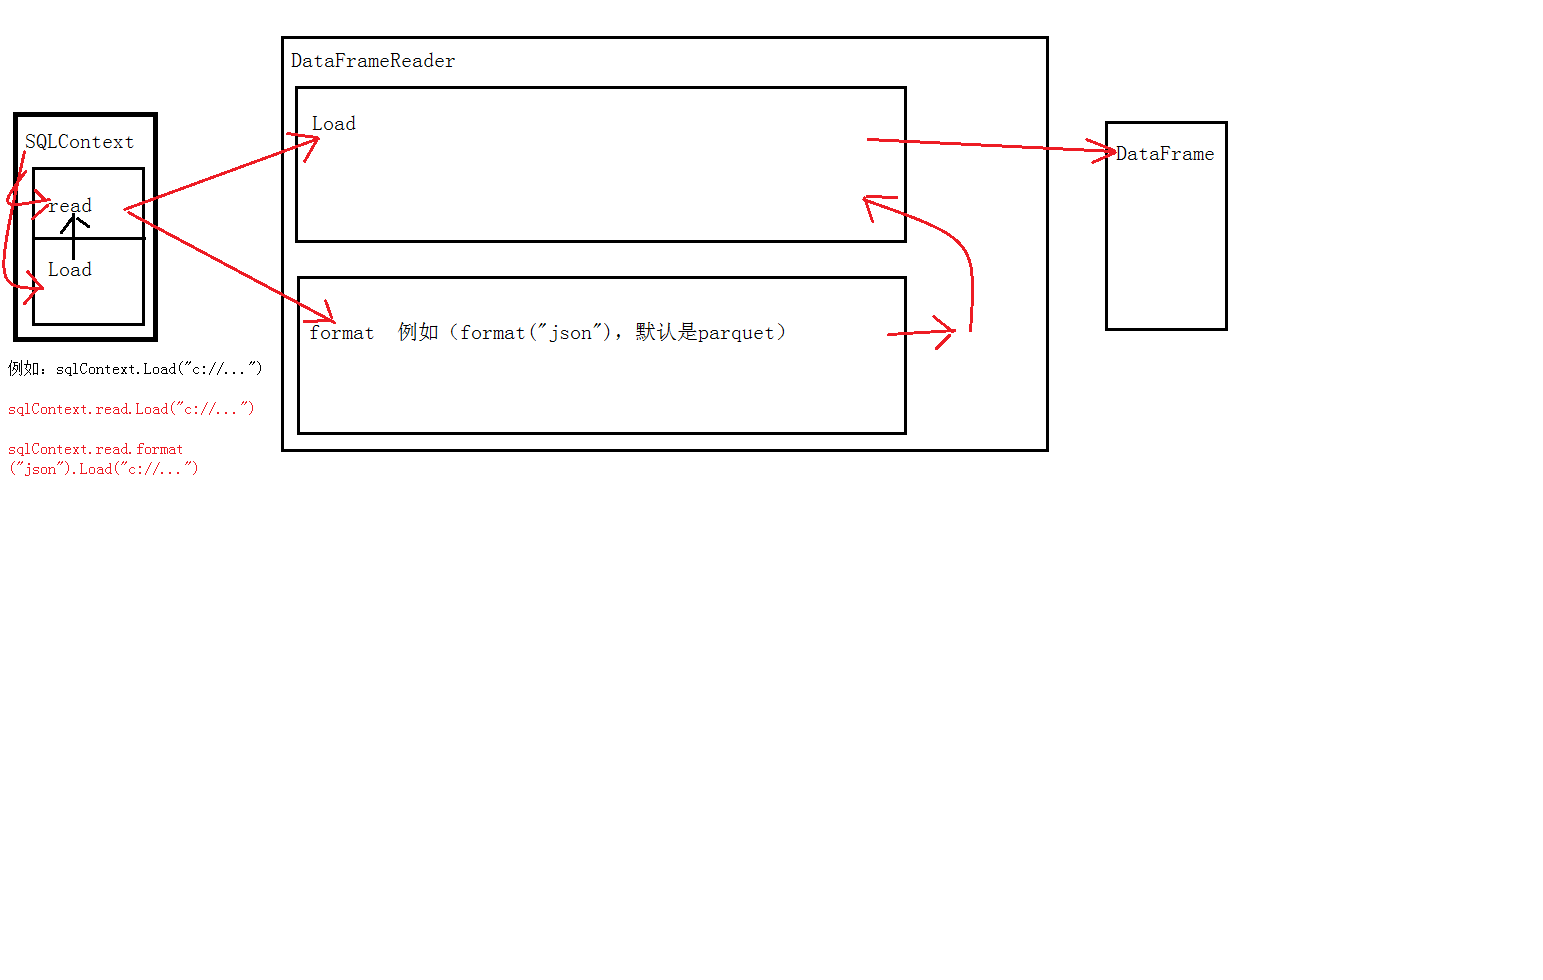 DataFrameReader
Load
SQLContext
DataFrame
read
Load
format 例如（format("json"), 默认是parquet）
例如：sqlContext.Load("c://...")
sqlContext.read.Load("c://...")
sqlContext.read.format
("json").Load("c://...")